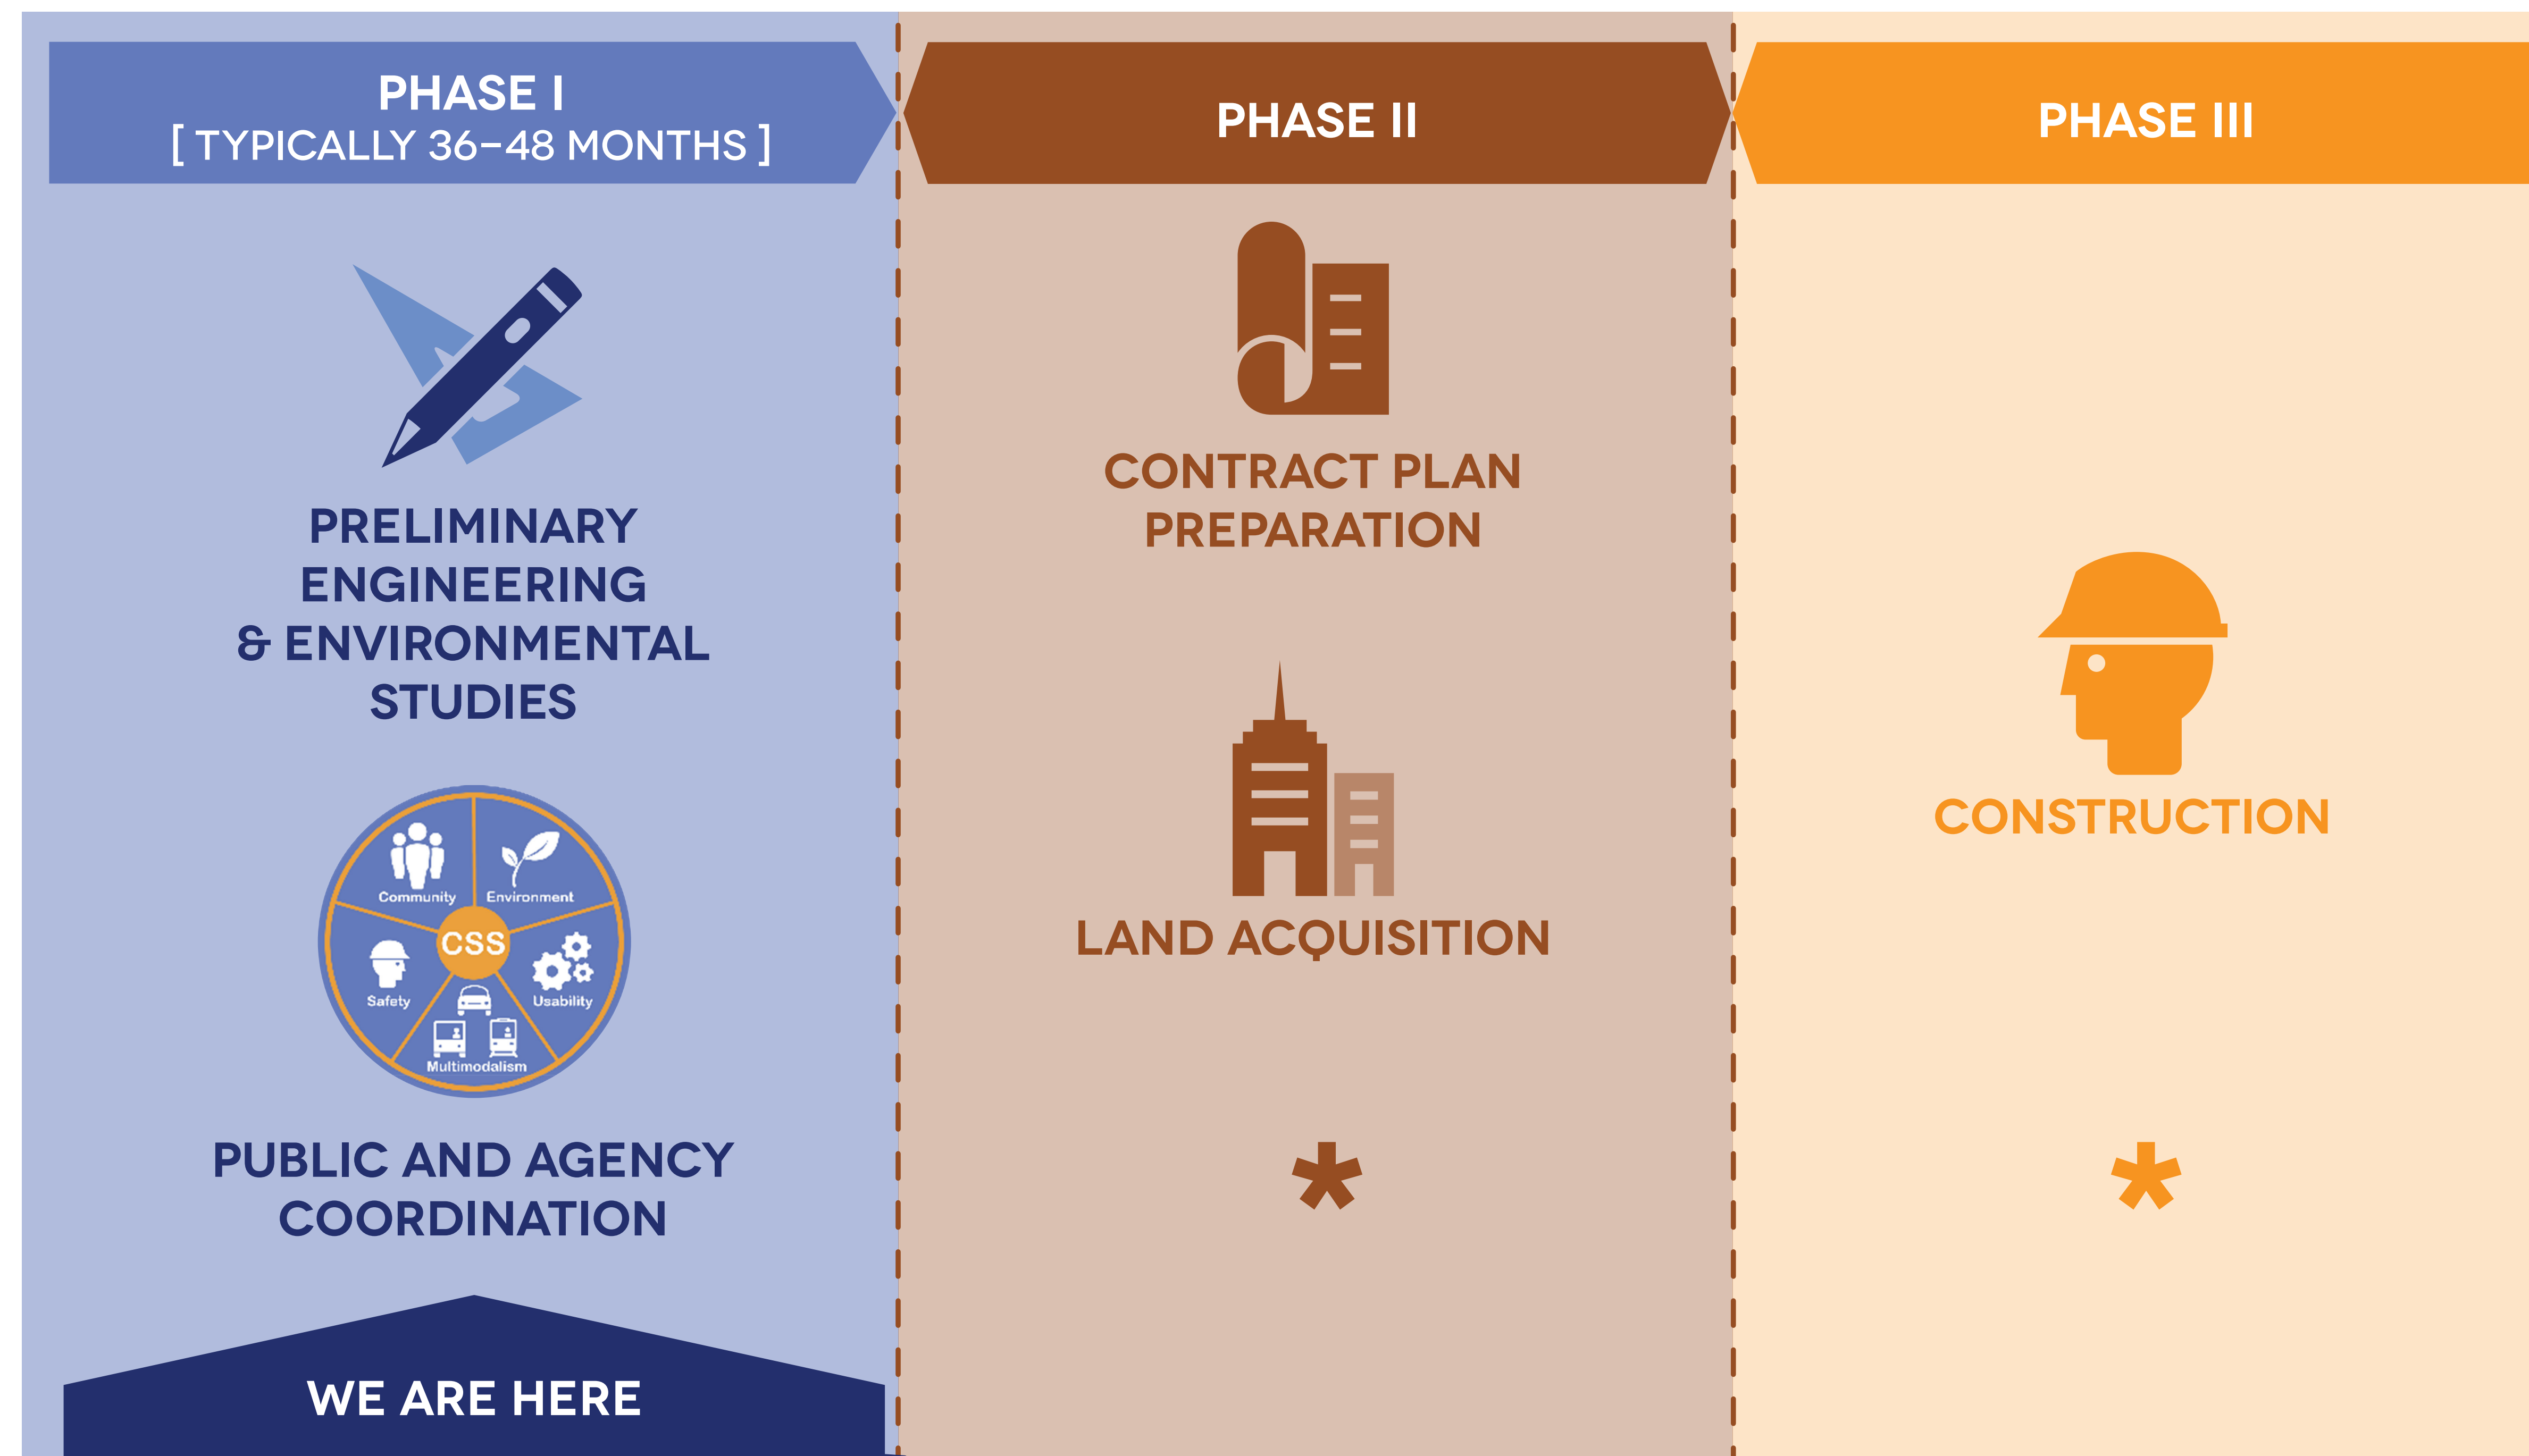 PHASE I
[ TYPICALLY 36–48 MONTHS ]
PRELIMINARY
ENGINEERING
& ENVIRONMENTAL
STUDIES
Community
Environment
CSS
Safety
Usability
Multimodalism
PUBLIC AND AGENCY
COORDINATION
WE ARE HERE
PHASE II
CONTRACT PLAN
PREPARATION
LAND ACQUISITION
*
PHASE III
CONSTRUCTION
*